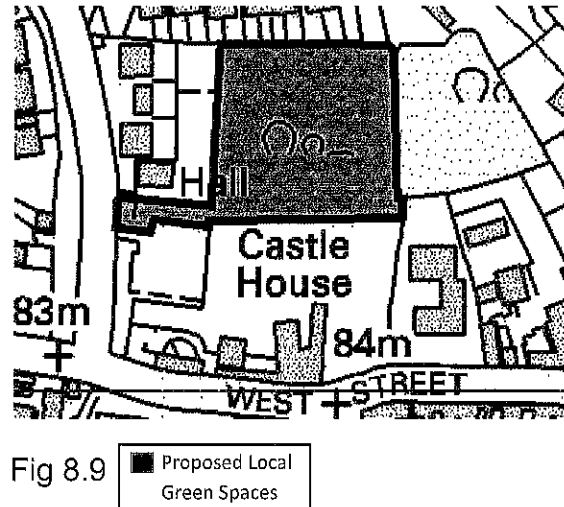 Hall
Castle
House
83m
84m
WEST STREET
Fig 8.9
Proposed Local
Green Spaces